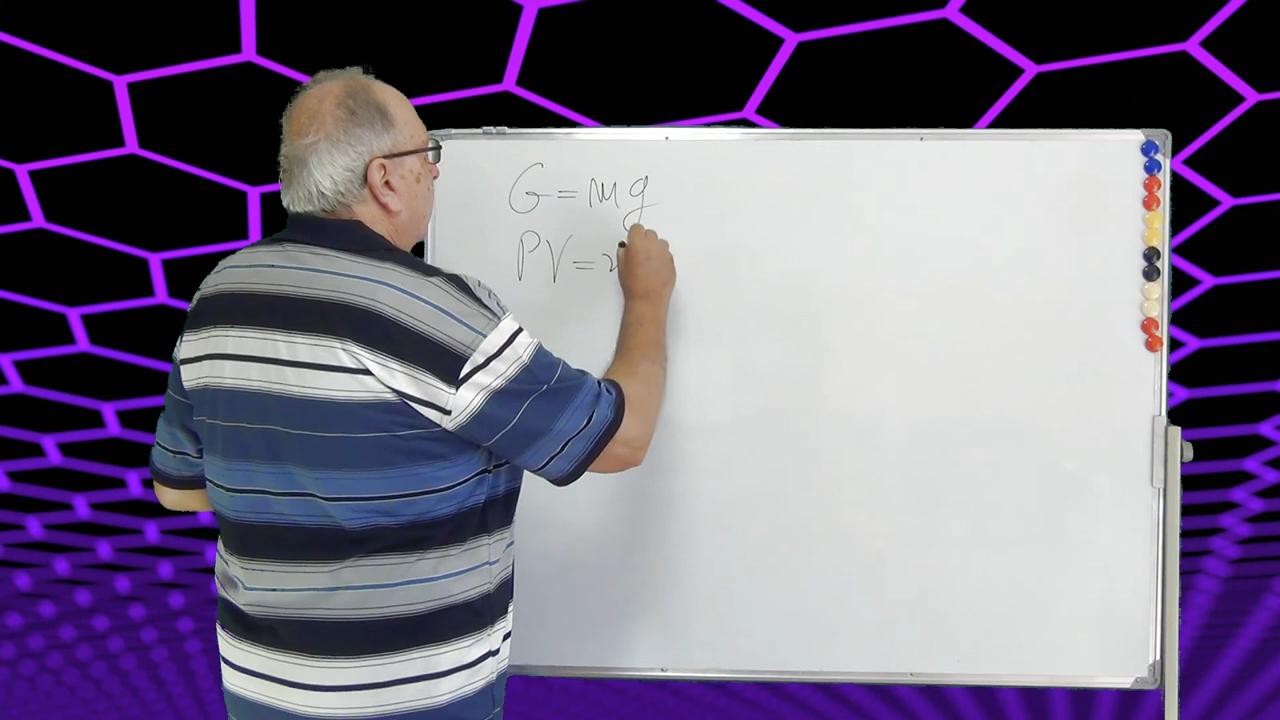 G = mg
PV =